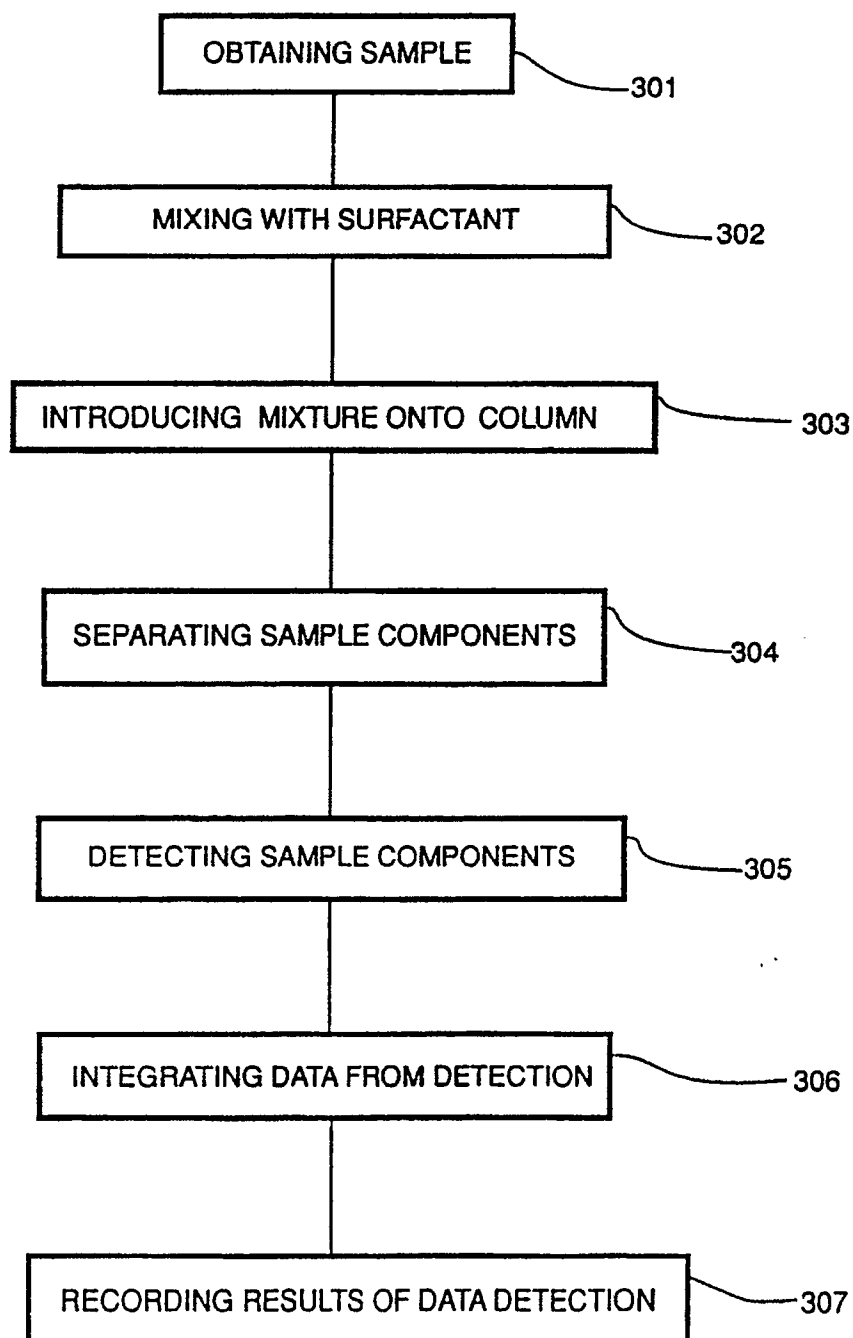 OBTAINING SAMPLE
301
MIXING WITH SURFACTANT
302
INTRODUCING MIXTURE ONTO COLUMN
303
SEPARATING SAMPLE COMPONENTS
304
DETECTING SAMPLE COMPONENTS
305
INTEGRATING DATA FROM DETECTION
306
RECORDING RESULTS OF DATA DETECTION
307